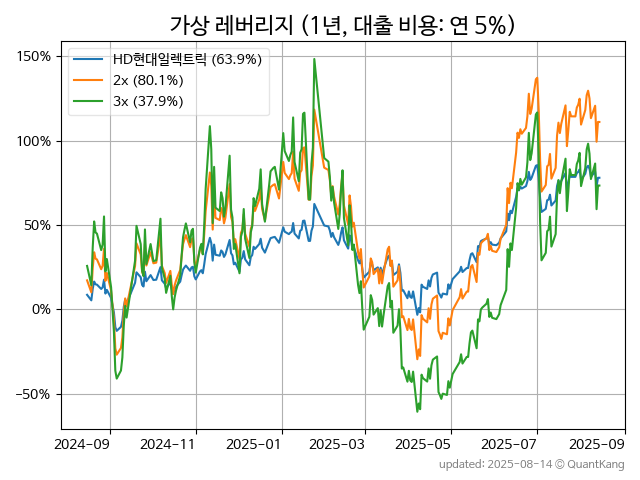 가상 레버리지 (1년, 대출 비용: 연 5%)
HD현대일렉트릭 (63.9%)
2x (80.1%)
3x (37.9%)
150%
100%
50%
0%
−50%
2024-09 2024-11 2025-01 2025-03 2025-05 2025-07 2025-09
updated: 2025-08-14 © QuantKang